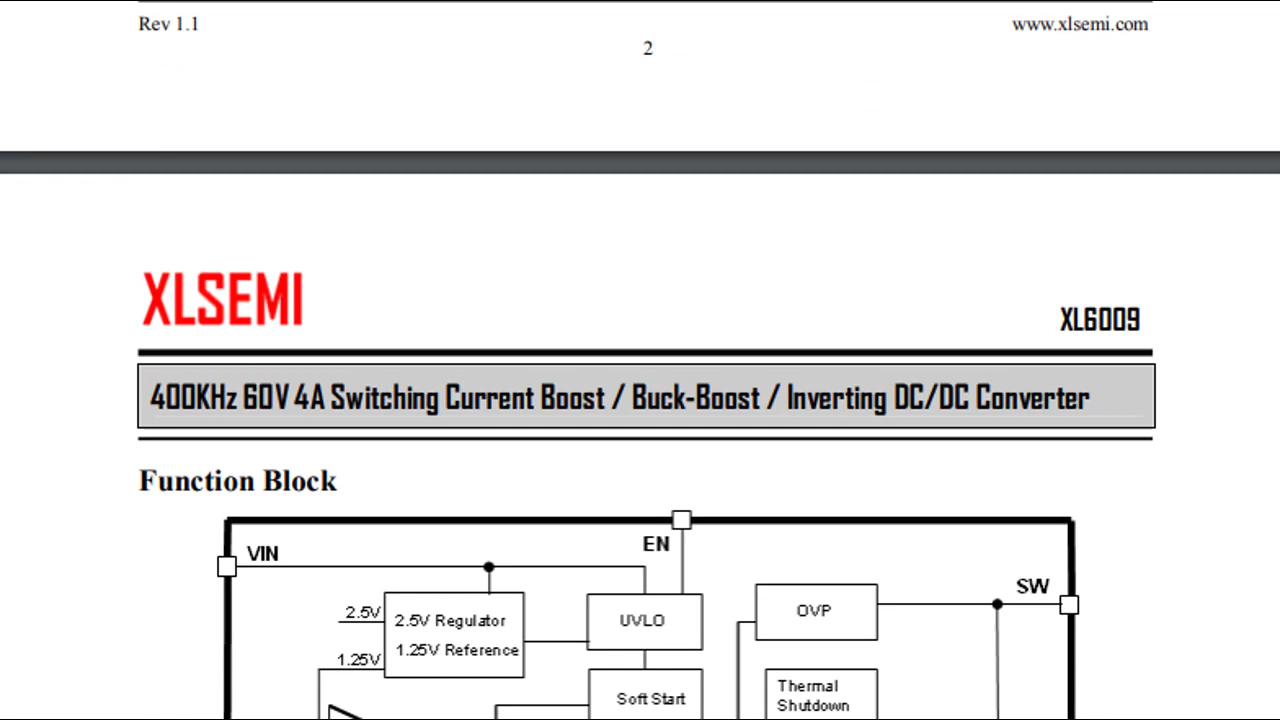 Rev 1.1 www.xlsemi.com
2
XLSEMI
XL6009
400KHz 60V 4A Switching Current Boost / Buck-Boost / Inverting DC/DC Converter
Function Block
EN
VIN
SW
2.5V
2.5V Regulator
1.25V Reference
1.25V
UVLO
OVP
Soft Start
Thermal
Shutdown